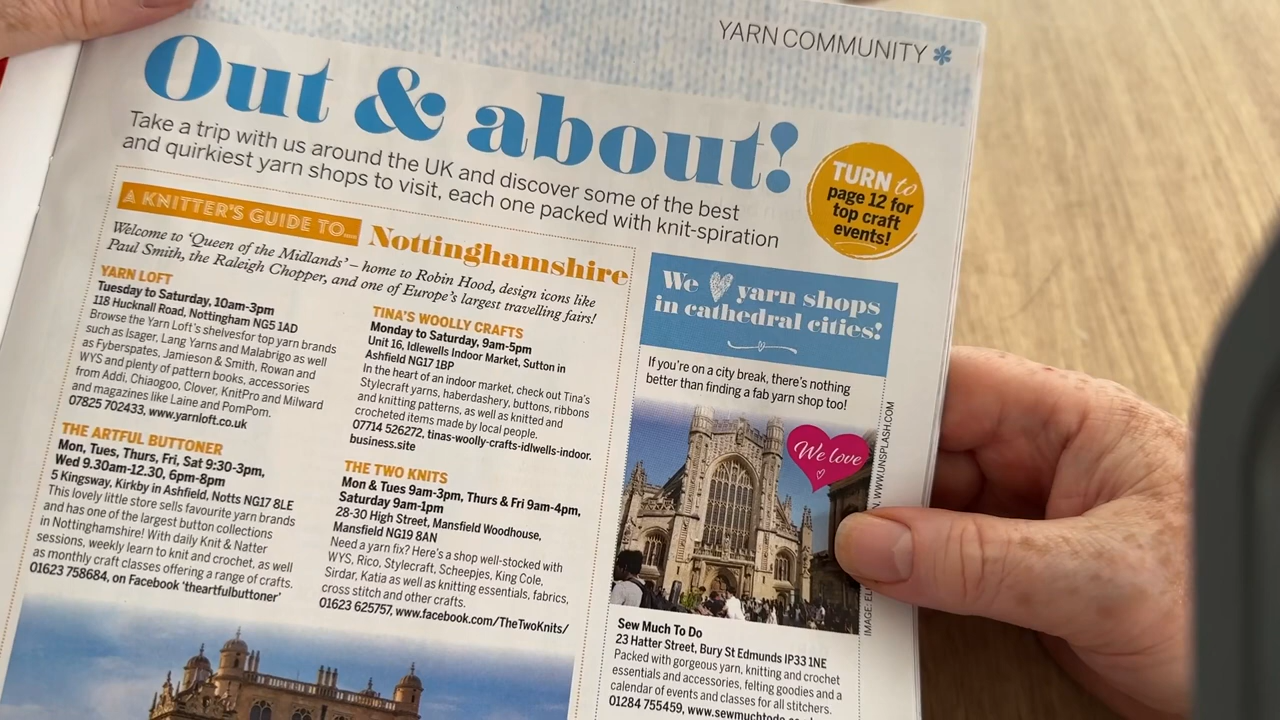 YARN COMMUNITY
Out & about!
Take a trip with us around the UK and discover some of the best
and quirkiest yarn shops to visit, each one packed with knit-spiration
TURN to
page 12 for
top craft
events!
A KNITTER'S GUIDE TO....
Nottinghamshire
Welcome to 'Queen of the Midlands' – home to Robin Hood, design icons like
Paul Smith, the Raleigh Chopper, and one of Europe's largest travelling fairs!
YARN LOFT
Tuesday to Saturday, 10am-3pm
118 Hucknall Road, Nottingham NG5 1AD
Browse the Yarn Loft's shelvesfor top yarn brands
such as Isager, Lang Yarns and Malabrigo as well
as Fyberspates, Jamieson & Smith, Rowan and
WYS and plenty of pattern books, accessories
from Addi, Chiaogoo, Clover, KnitPro and Milward
and magazines like Laine and PomPom.
07825 702433, www.yarnloft.co.uk
THE ARTFUL BUTTONER
Mon, Tues, Thurs, Fri, Sat 9:30-3pm,
Wed 9.30am-12.30, 6pm-8pm
5 Kingsway, Kirkby in Ashfield, Notts NG17 8LE
This lovely little store sells favourite yarn brands
and has one of the largest button collections
in Nottinghamshire! With daily Knit & Natter
sessions, weekly learn to knit and crochet, as well
as monthly craft classes offering a range of crafts.
01623 758684, on Facebook 'theartfulbuttoner'
TINA'S WOOLLY CRAFTS
Monday to Saturday, 9am-5pm
Unit 16, Idlewells Indoor Market, Sutton in
Ashfield NG17 1BP
In the heart of an indoor market, check out Tina's
Stylecraft yarns, haberdashery, buttons, ribbons
and knitting patterns, as well as knitted and
crocheted items made by local people.
07714 526272, tinas-woolly-crafts-idlwells-indoor.
business.site
THE TWO KNITS
Mon & Tues 9am-3pm, Thurs & Fri 9am-4pm,
Saturday 9am-1pm
28-30 High Street, Mansfield Woodhouse,
Mansfield NG19 8AN
Need a yarn fix? Here's a shop well-stocked with
WYS, Rico, Stylecraft, Scheepjes, King Cole,
Sirdar, Katia as well as knitting essentials, fabrics,
cross stitch and other crafts.
01623 625757, www.facebook.com/TheTwoKnits/
We yarn shops
in cathedral cities!
If you're on a city break, there's nothing
better than finding a fab yarn shop too!
We love
IMAGE: WWW.UNSPLASH.COM
Sew Much To Do
23 Hatter Street, Bury St Edmunds IP33 1NE
Packed with gorgeous yarn, knitting and crochet
essentials and accessories, felting goodies and a
calendar of events and classes for all stitchers.
01284 755459,